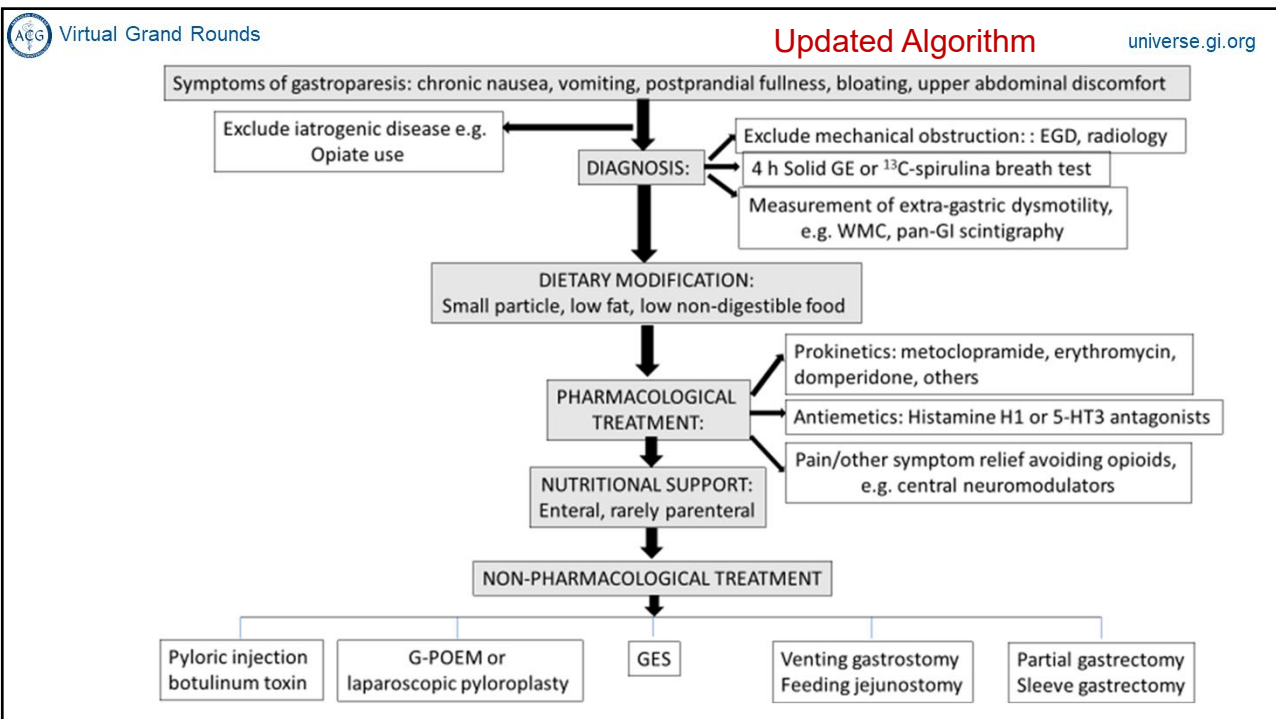 ACG
Virtual Grand Rounds
Updated Algorithm
universe.gi.org
Symptoms of gastroparesis: chronic nausea, vomiting, postprandial fullness, bloating, upper abdominal discomfort
Exclude iatrogenic disease e.g.
Opiate use
DIAGNOSIS:
Exclude mechanical obstruction: : EGD, radiology
4 h Solid GE or ¹³C-spirulina breath test
Measurement of extra-gastric dysmotility,
e.g. WMC, pan-GI scintigraphy
DIETARY MODIFICATION:
Small particle, low fat, low non-digestible food
PHARMACOLOGICAL
TREATMENT:
Prokinetics: metoclopramide, erythromycin,
domperidone, others
Antiemetics: Histamine H1 or 5-HT3 antagonists
Pain/other symptom relief avoiding opioids,
e.g. central neuromodulators
NUTRITIONAL SUPPORT:
Enteral, rarely parenteral
NON-PHARMACOLOGICAL TREATMENT
Pyloric injection
botulinum toxin
G-POEM or
laparoscopic pyloroplasty
GES
Venting gastrostomy
Feeding jejunostomy
Partial gastrectomy
Sleeve gastrectomy